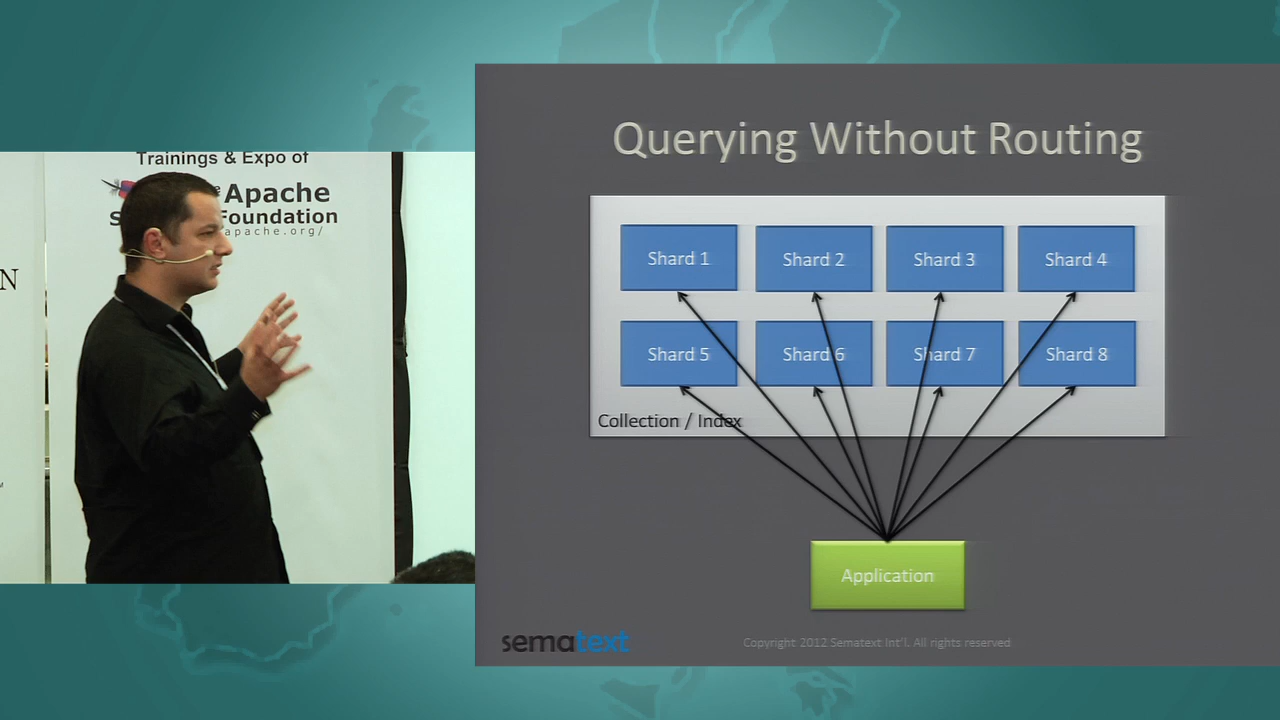 Trainings & Expo of
Apache
Foundation
apache.org/
N
Querying Without Routing
Shard 1
Shard 2
Shard 3
Shard 4
Shard 5
Shard 6
Shard 7
Shard 8
Collection / Index
Application
sematext
Copyright 2012 Sematext Int'l. All rights reserved